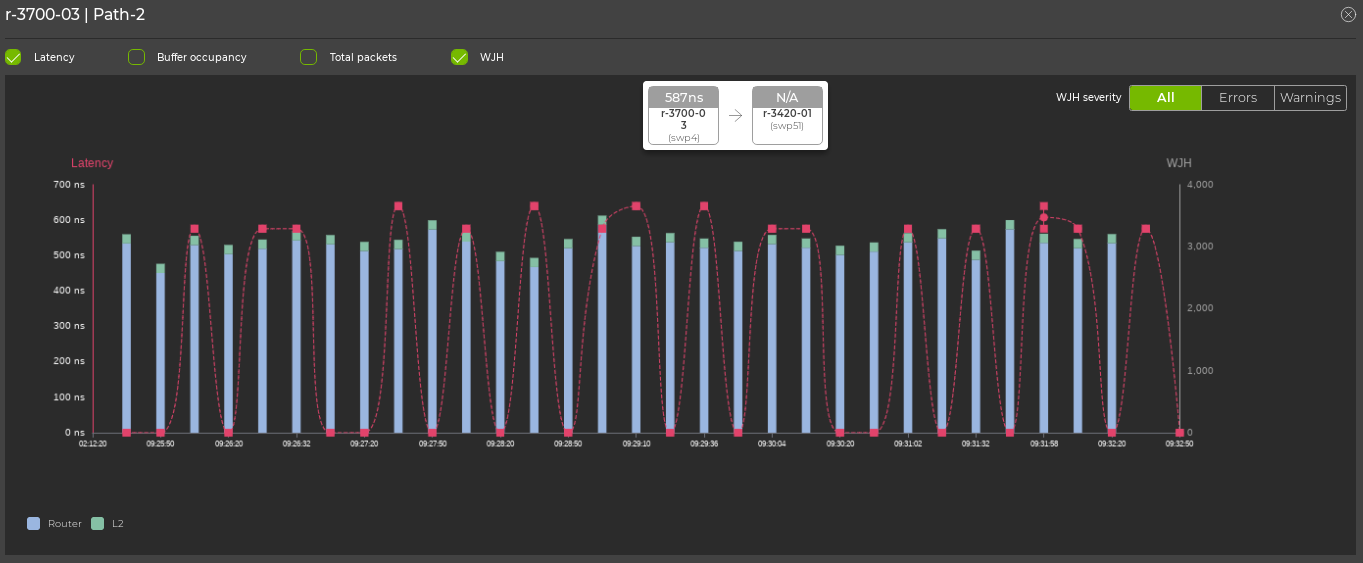 r-3700-03 | Path-2
Latency Buffer occupancy Total packets WJH
WJH severity All Errors Warnings
587ns
r-3700-0
3
(swp4)
N/A
r-3420-01
(swp51)
Latency
WJH
700 ns
600 ns
500 ns
400 ns
300 ns
200 ns
100 ns
0 ns
4,000
3,000
2,000
1,000
0
02:12:20 09:25:50 09:26:20 09:26:32 09:27:20 09:27:50 09:28:20 09:28:50 09:29:10 09:29:36 09:30:04 09:30:20 09:31:02 09:31:32 09:31:58 09:32:20 09:32:50
Router L2